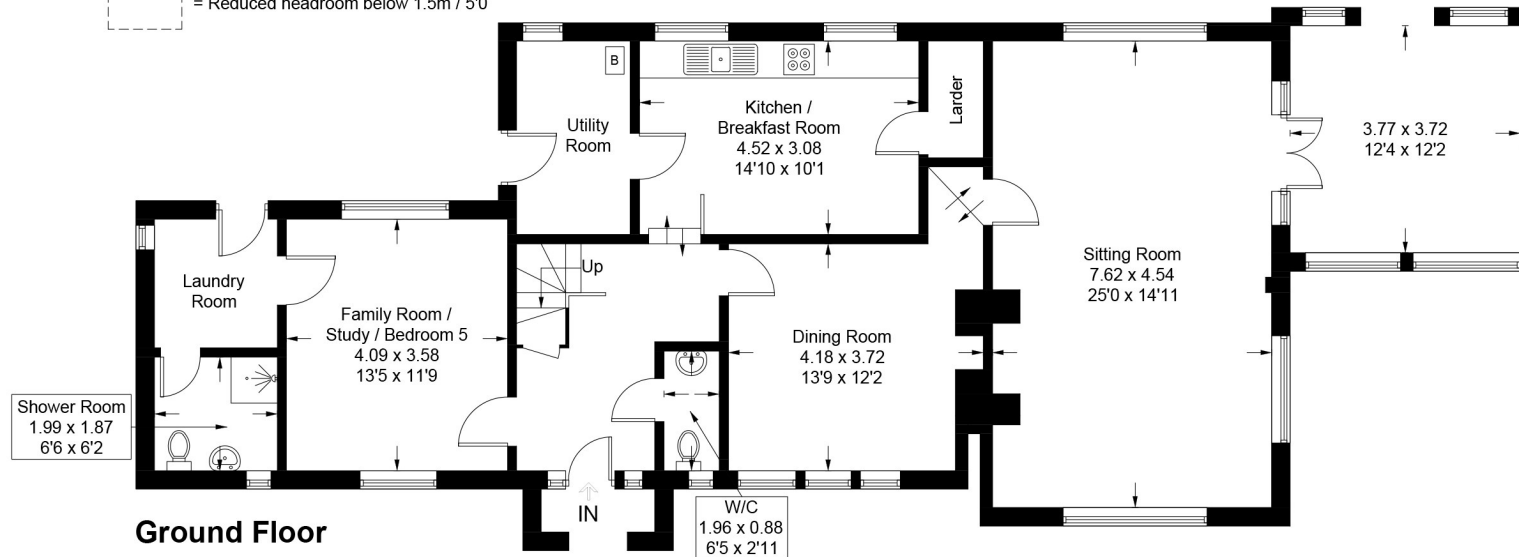 = Reduced headroom below 1.5m / 5'0
B
Utility
Room
Kitchen /
Breakfast Room
4.52 x 3.08
14'10 x 10'1
Larder
3.77 x 3.72
12'4 x 12'2
Sitting Room
7.62 x 4.54
25'0 x 14'11
Up
Laundry
Room
Family Room /
Study / Bedroom 5
4.09 x 3.58
13'5 x 11'9
Dining Room
4.18 x 3.72
13'9 x 12'2
Shower Room
1.99 x 1.87
6'6 x 6'2
W/C
1.96 x 0.88
6'5 x 2'11
IN
Ground Floor